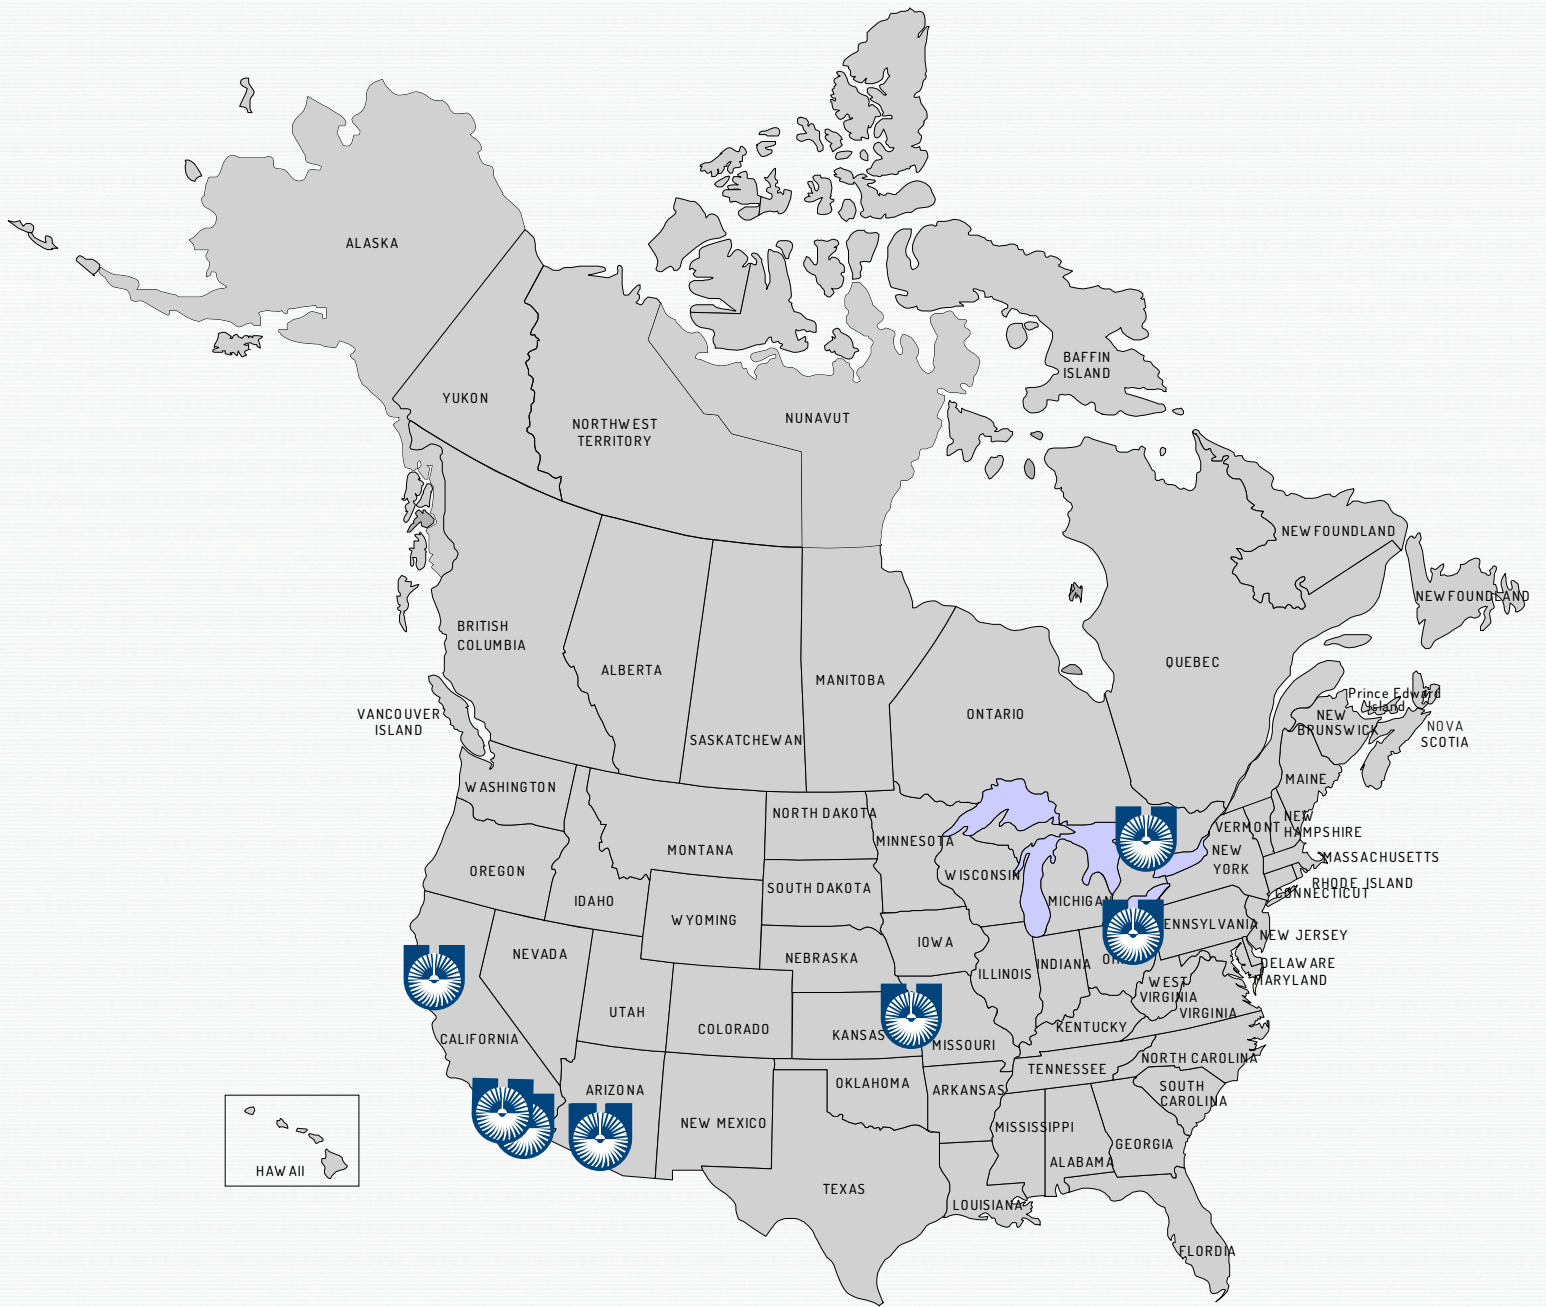 ALASKA
BAFFIN
ISLAND
YUKON
NUNAVUT
NORTHWEST
TERRITORY
NEWFOUNDLAND
NEWFOUNDLAND
BRITISH
COLUMBIA
QUEBEC
ALBERTA
MANITOBA
Prince Edward
Island
VANCOUVER
ISLAND
ONTARIO
NEW
BRUNSWICK
NOVA
SCOTIA
SASKATCHEWAN
WASHINGTON
MAINE
NORTH DAKOTA
NEW
HAMPSHIRE
VERMONT
MINNESOTA
MONTANA
NEW
YORK
MASSACHUSETTS
OREGON
WISCONSIN
SOUTH DAKOTA
RHODE ISLAND
CONNECTICUT
IDAHO
MICHIGAN
WYOMING
ENNSYLVANIA
NEW JERSEY
IOWA
NEVADA
NEBRASKA
OH
INDIANA
DELAWARE
ILLINOIS
MARYLAND
WEST
VIRGINIA
UTAH
VIRGINIA
COLORADO
KANSAS
KENTUCKY
CALIFORNIA
MISSOURI
NORTH CAROLINA
TENNESSEE
ARIZONA
OKLAHOMA
ARKANSAS
SOUTH
CAROLINA
NEW MEXICO
MISSISSIPPI
GEORGIA
ALABAMA
HAWAII
TEXAS
LOUISIANA
FLORDIA